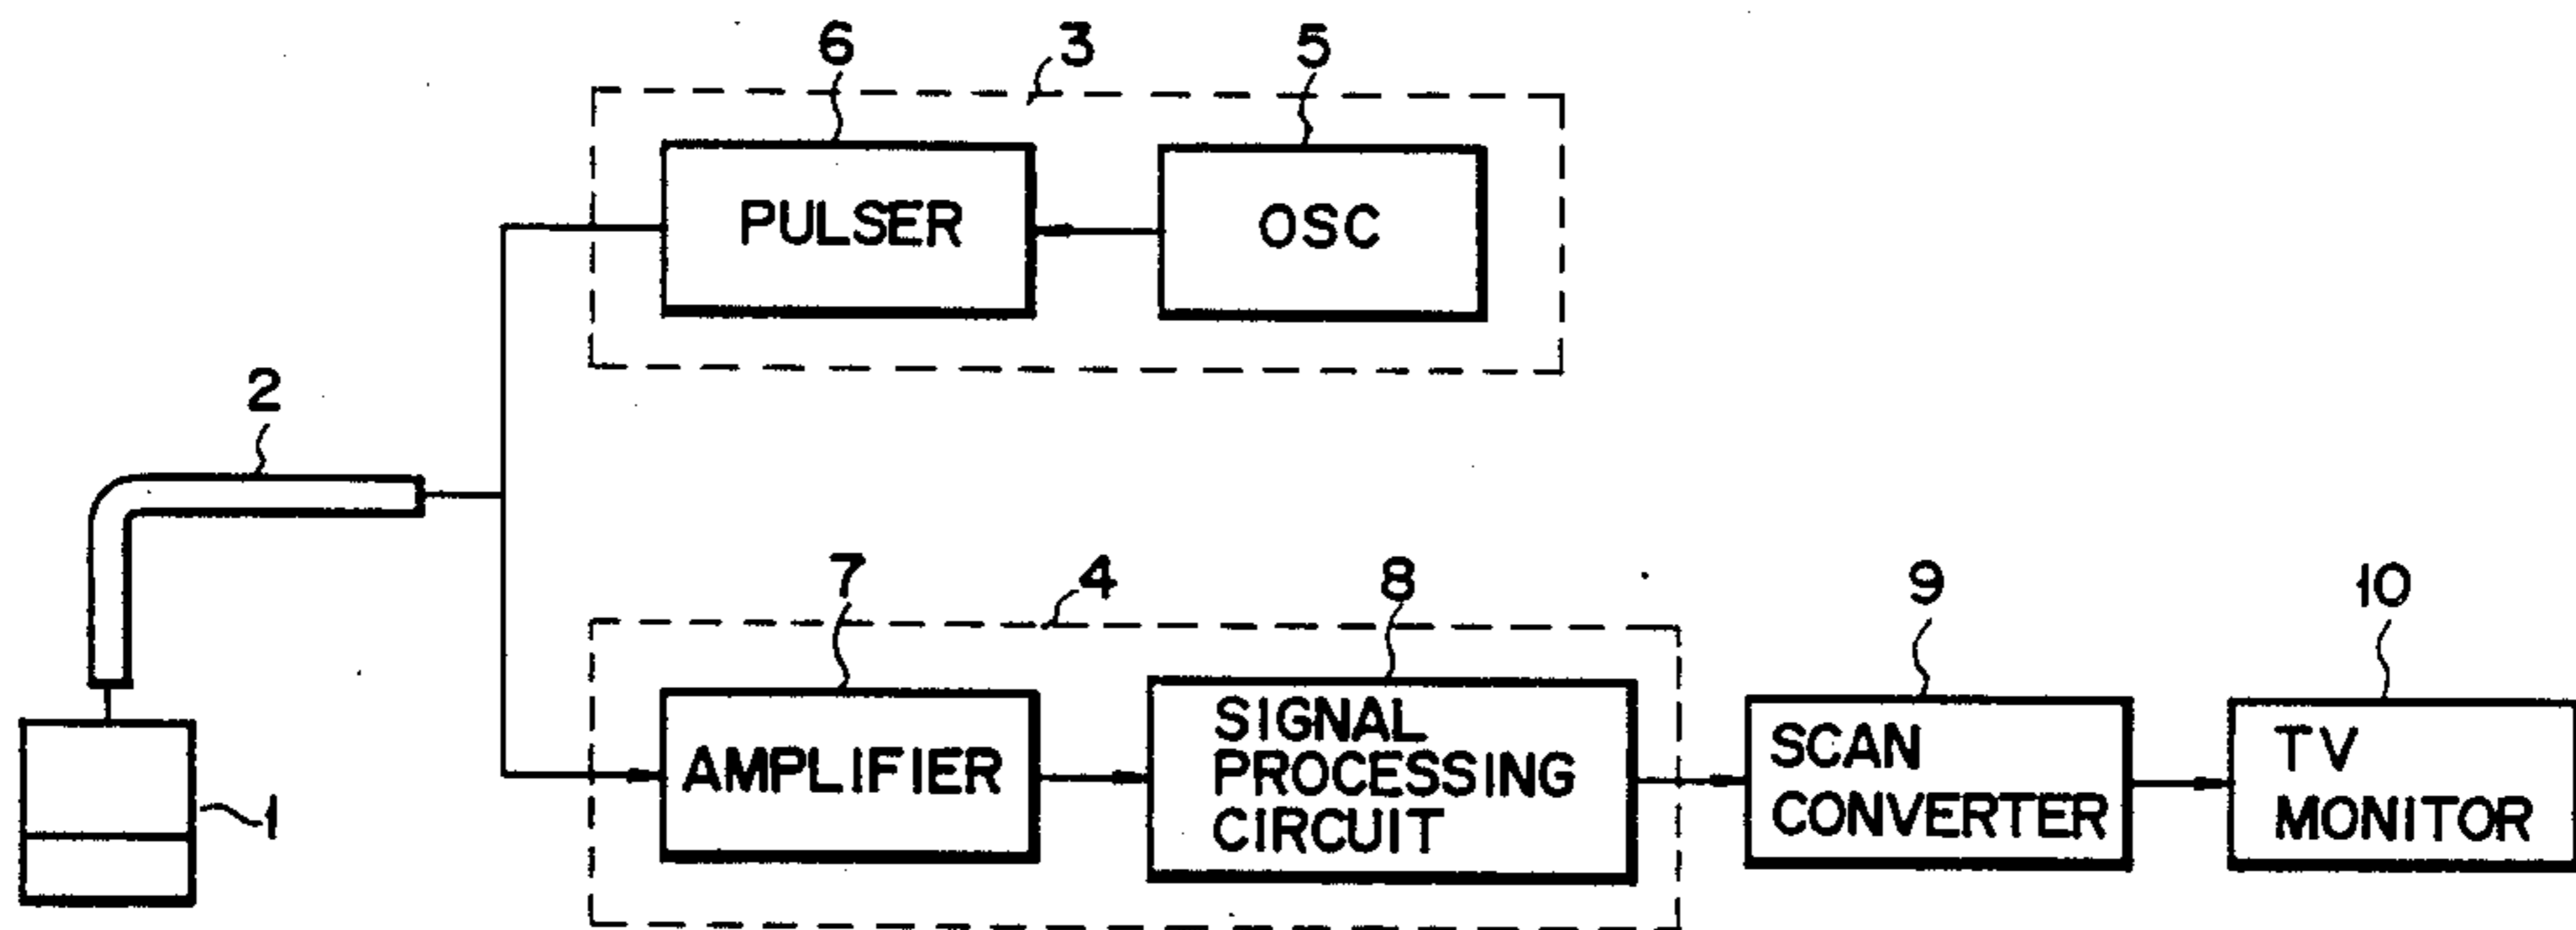 6
3
5
PULSER
OSC
2
7
4
8
9
10
AMPLIFIER
SIGNAL
PROCESSING
CIRCUIT
SCAN
CONVERTER
TV
MONITOR
1